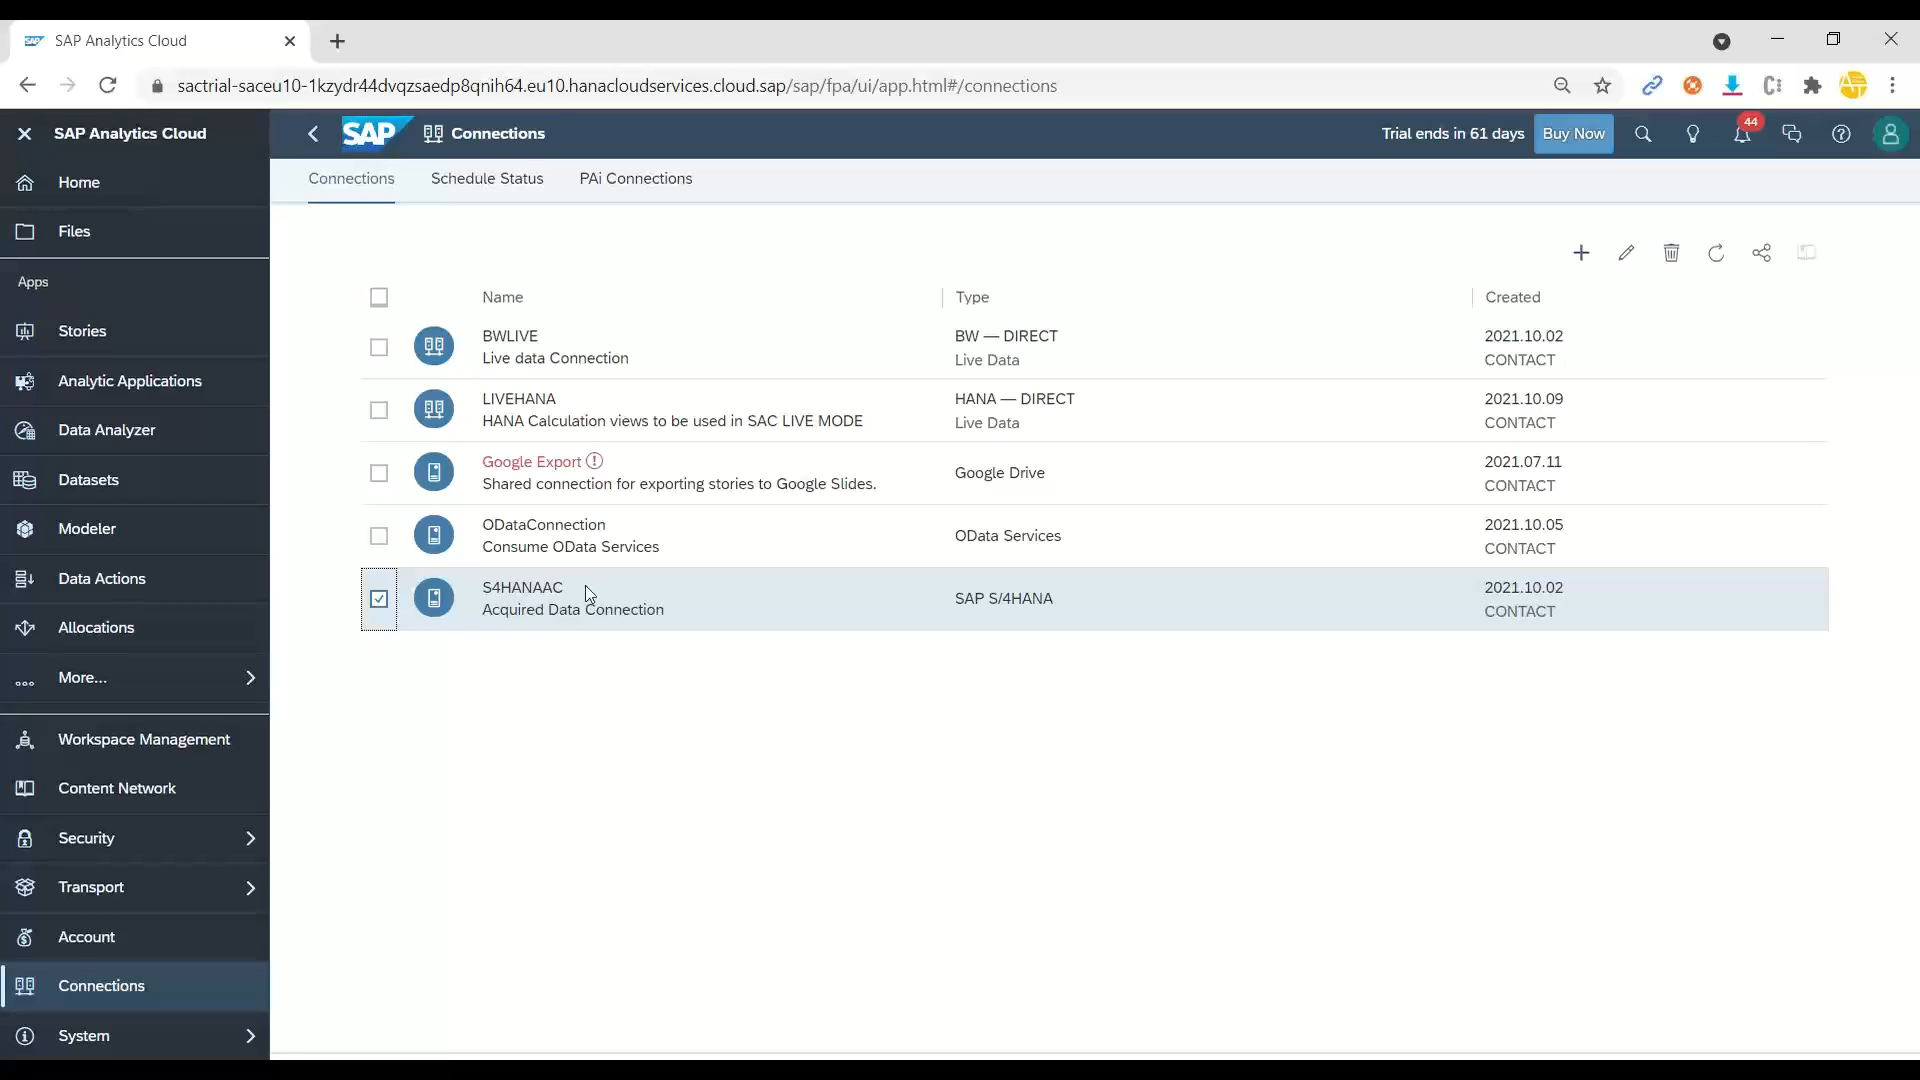 SAP Analytics Cloud
sactrial-saceu10-1kzydr44dvqzsaedp8qnih64.eu10.hanacloudservices.cloud.sap/sap/fpa/ui/app.html#/connections
SAP Analytics Cloud
SAP Connections
Trial ends in 61 days Buy Now 44
Home
Files
Apps
Stories
Analytic Applications
Data Analyzer
Datasets
Modeler
Data Actions
Allocations
More...
Workspace Management
Content Network
Security
Transport
Account
Connections
System
Connections Schedule Status PAi Connections
Name Type Created
BWLIVE BW — DIRECT 2021.10.02
Live data Connection Live Data CONTACT
LIVEHANA HANA — DIRECT 2021.10.09
HANA Calculation views to be used in SAC LIVE MODE Live Data CONTACT
Google Export 2021.07.11
Shared connection for exporting stories to Google Slides. Google Drive CONTACT
ODataConnection 2021.10.05
Consume OData Services OData Services CONTACT
S4HANAAC 2021.10.02
Acquired Data Connection SAP S/4HANA CONTACT